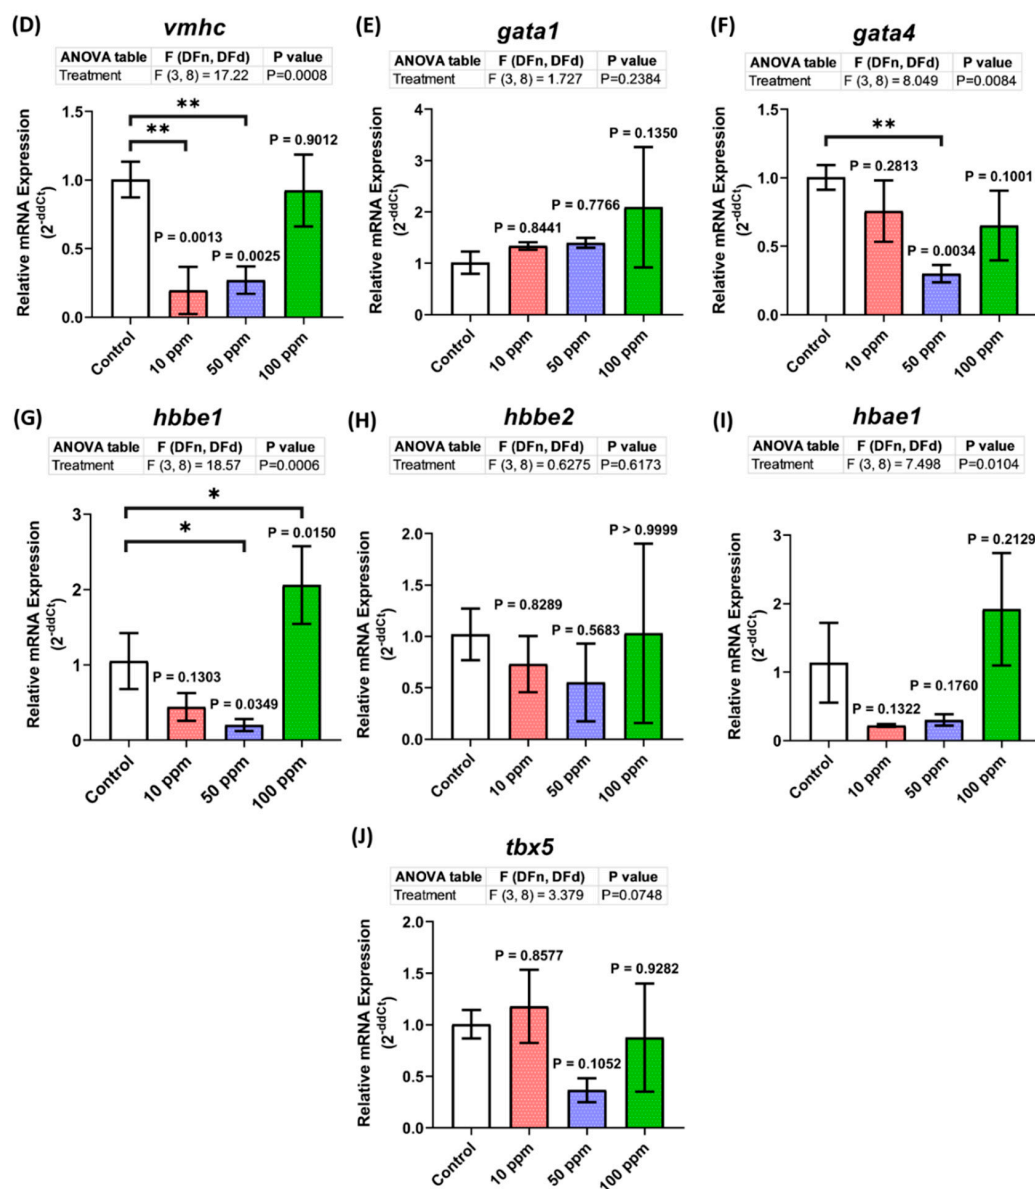 (D)
vmhc
ANOVA table F (DFn, DFd) P value
Treatment F (3, 8) = 17.22 P=0.0008
Relative mRNA Expression
(2^-ddCt)
1.5
1.0
0.5
0.0
**
**
P = 0.9012
P = 0.0013
P = 0.0025
Control
10 ppm
50 ppm
100 ppm
(E)
gata1
ANOVA table F (DFn, DFd) P value
Treatment F (3, 8) = 1.727 P=0.2384
Relative mRNA Expression
(2^-ddCt)
4
3
2
1
0
P = 0.1350
P = 0.7766
P = 0.8441
Control
10 ppm
50 ppm
100 ppm
(F)
gata4
ANOVA table F (DFn, DFd) P value
Treatment F (3, 8) = 8.049 P=0.0084
Relative mRNA Expression
(2^-ddCt)
1.5
1.0
0.5
0.0
**
P = 0.2813
P = 0.1001
P = 0.0034
Control
10 ppm
50 ppm
100 ppm
(G)
hbbe1
ANOVA table F (DFn, DFd) P value
Treatment F (3, 8) = 18.57 P=0.0006
Relative mRNA Expression
(2^-ddCt)
3
2
1
0
*
*
P = 0.0150
P = 0.1303
P = 0.0349
Control
10 ppm
50 ppm
100 ppm
(H)
hbbe2
ANOVA table F (DFn, DFd) P value
Treatment F (3, 8) = 0.6275 P=0.6173
Relative mRNA Expression
(2^-ddCt)
2.0
1.5
1.0
0.5
0.0
P > 0.9999
P = 0.8289
P = 0.5683
Control
10 ppm
50 ppm
100 ppm
(I)
hbae1
ANOVA table F (DFn, DFd) P value
Treatment F (3, 8) = 7.498 P=0.0104
Relative mRNA Expression
(2^-ddCt)
3
2
1
0
P = 0.2129
P = 0.1760
P = 0.1322
Control
10 ppm
50 ppm
100 ppm
(J)
tbx5
ANOVA table F (DFn, DFd) P value
Treatment F (3, 8) = 3.379 P=0.0748
Relative mRNA Expression
(2^-ddCt)
2.0
1.5
1.0
0.5
0.0
P = 0.8577
P = 0.9282
P = 0.1052
Control
10 ppm
50 ppm
100 ppm